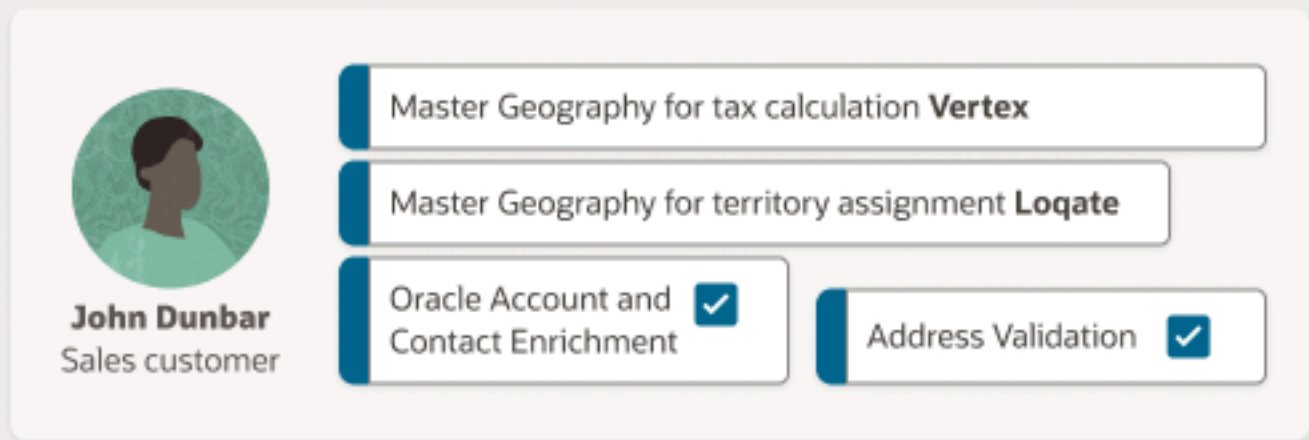 Master Geography for tax calculation Vertex
Master Geography for territory assignment Loqate
Oracle Account and
Contact Enrichment
Address Validation
John Dunbar
Sales customer